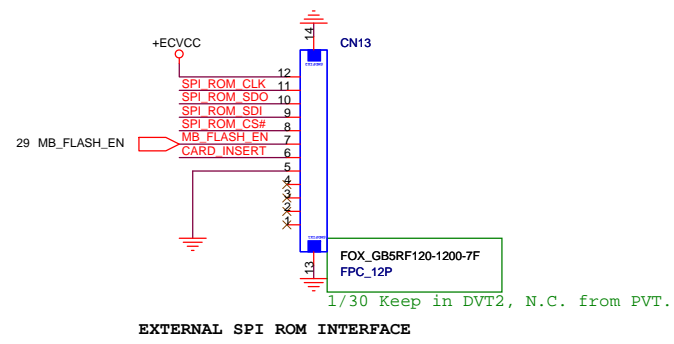 14
CN13
+ECVCC
12
SPI_ROM_CLK 11
SPI_ROM_SDO 10
SPI_ROM_SDI 9
SPI_ROM_CS# 8
29 MB_FLASH_EN MB_FLASH_EN 7
CARD_INSERT 6
5
4
3
2
1
13
FOX_GB5RF120-1200-7F
FPC_12P
1/30 Keep in DVT2, N.C. from PVT.
EXTERNAL SPI ROM INTERFACE